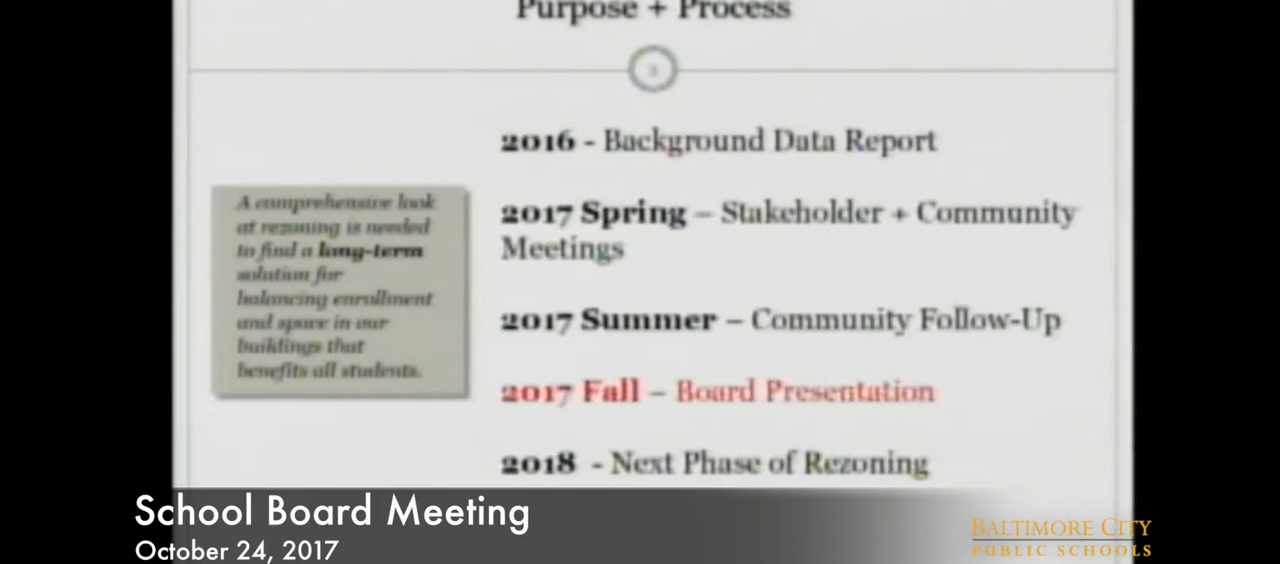 Purpose + Process
3
2016 - Background Data Report
2017 Spring – Stakeholder + Community
Meetings
2017 Summer – Community Follow-Up
2017 Fall – Board Presentation
2018 - Next Phase of Rezoning
A comprehensive look
at rezoning is needed
to find a long-term
solution for
balancing enrollment
and space in our
buildings that
benefits all students.
School Board Meeting
October 24, 2017
BALTIMORE CITY
PUBLIC SCHOOLS